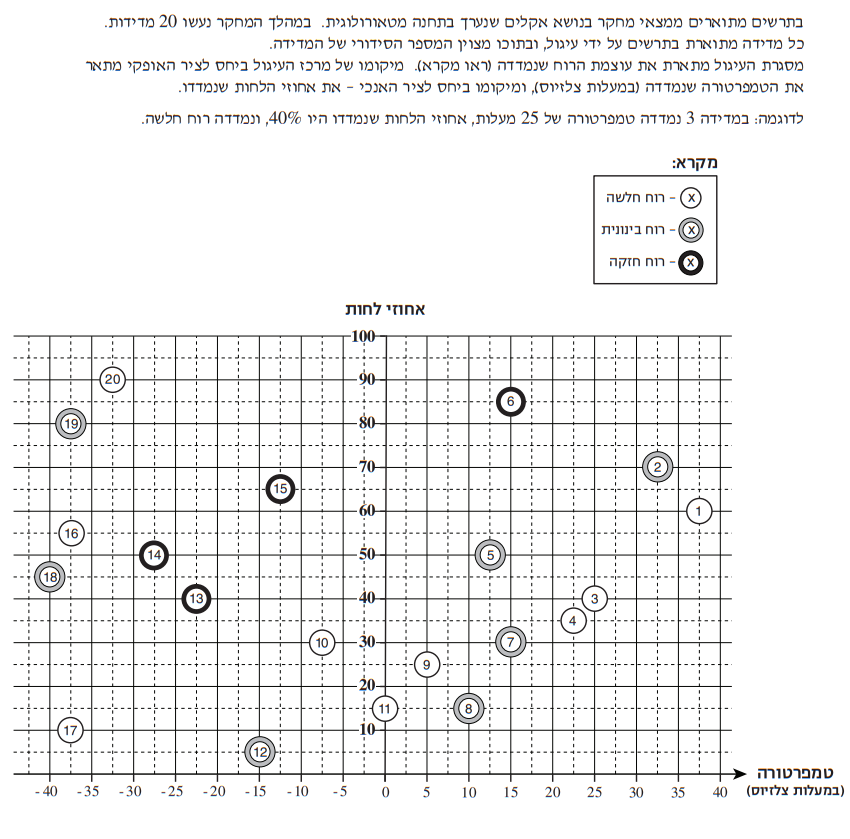 בתרשים מתוארים ממצאי מחקר בנושא אקלים שנערך בתחנה מטאורולוגית. במהלך המחקר נעשו 20 מדידות.
כל מדידה מתוארת בתרשים על ידי עיגול, ובתוכו מצוין המספר הסידורי של המדידה.
מסגרת העיגול מתארת את עוצמת הרוח שנמדדה (ראו מקרא). מיקומו של מרכז העיגול ביחס לציר האופקי מתאר
את הטמפרטורה שנמדדה (במעלות צלזיוס), ומיקומו ביחס לציר האנכי - את אחוזי הלחות שנמדדו.
לדוגמה: במדידה 3 נמדדה טמפרטורה של 25 מעלות, אחוזי הלחות שנמדדו היו 40%, ונמדדה רוח חלשה.
מקרא:
x - רוח חלשה
x - רוח בינונית
x - רוח חזקה
אחוזי לחות
100
90
20
6
80
19
70
2
15
60
1
16
50
14
5
18
40
13
3
4
30
10
7
9
20
11
8
10
17
12
-40 -35 -30 -25 -20 -15 -10 -5 0 5 10 15 20 25 30 35 40
טמפרטורה
(במעלות צלזיוס)